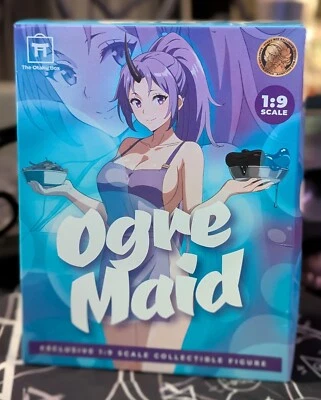 The Otaku Box
1:9
SCALE
Ogre
Maid
EXCLUSIVE 1:9 SCALE COLLECTIBLE FIGURE